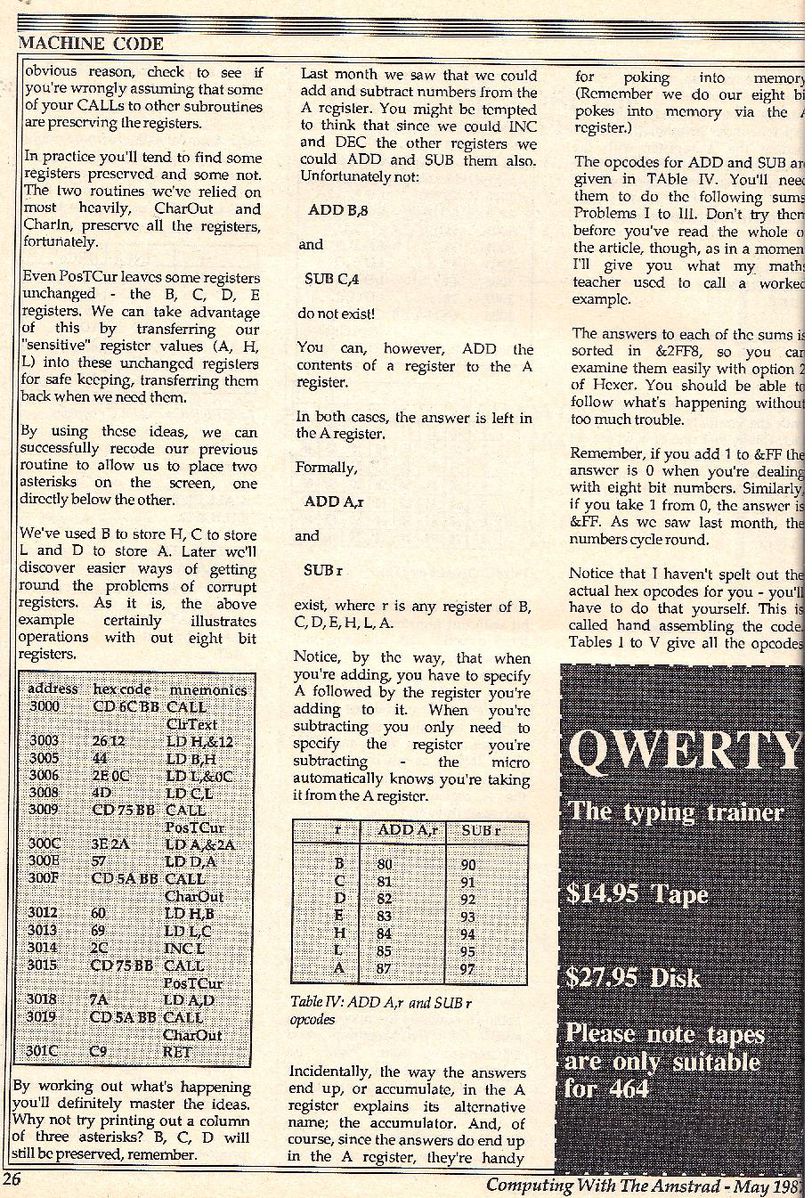 MACHINE CODE
obvious reason, check to see if
you're wrongly assuming that some
of your CALLs to other subroutines
are preserving the registers.
In practice you'll tend to find some
registers preserved and some not.
The two routines we've relied on
most heavily, CharOut and
CharIn, preserve all the registers,
fortunately.
Even PosTCur leaves some registers
unchanged - the B, C, D, E
registers. We can take advantage
of this by transferring our
"sensitive" register values (A, H,
L) into these unchanged registers
for safe keeping, transferring them
back when we need them.
By using these ideas, we can
successfully recode our previous
routine to allow us to place two
asterisks on the screen, one
directly below the other.
We've used B to store H, C to store
L and D to store A. Later we'll
discover easier ways of getting
round the problems of corrupt
registers. As it is, the above
example certainly illustrates
operations with out eight bit
registers.
address hex code mnemonics
3000 CD 6C BB CALL
ClrText
3003 26 12 LD H,&12
3005 44 LD B,H
3006 2E 0C LD L,&0C
3008 4D LD C,L
3009 CD 75 BB CALL
PosTCur
300C 3E 2A LD A,&2A
300E 57 LD D,A
300F CD 5A BB CALL
CharOut
3012 60 LD H,B
3013 69 LD L,C
3014 2C INC L
3015 CD 75 BB CALL
PosTCur
3018 7A LD A,D
3019 CD 5A BB CALL
CharOut
301C C9 RET
By working out what's happening
you'll definitely master the ideas.
Why not try printing out a column
of three asterisks? B, C, D will
still be preserved, remember.
Last month we saw that we could
add and subtract numbers from the
A register. You might be tempted
to think that since we could INC
and DEC the other registers we
could ADD and SUB them also.
Unfortunately not:
ADD B,8
and
SUB C,4
do not exist!
You can, however, ADD the
contents of a register to the A
register.
In both cases, the answer is left in
the A register.
Formally,
ADD A,r
and
SUB r
exist, where r is any register of B,
C, D, E, H, L, A.
Notice, by the way, that when
you're adding, you have to specify
A followed by the register you're
adding to it. When you're
subtracting you only need to
specify the register you're
subtracting - the micro
automatically knows you're taking
it from the A register.
r ADD A,r SUB r
B 80 90
C 81 91
D 82 92
E 83 93
H 84 94
L 85 95
A 87 97
Table IV: ADD A,r and SUB r
opcodes
Incidentally, the way the answers
end up, or accumulate, in the A
register explains its alternative
name; the accumulator. And, of
course, since the answers do end up
in the A register, they're handy
for poking into memory
(Remember we do our eight bi
pokes into memory via the A
register.)
The opcodes for ADD and SUB are
given in TAble IV. You'll need
them to do the following sums
Problems I to III. Don't try them
before you've read the whole o
the article, though, as in a momen
I'll give you what my maths
teacher used to call a worked
example.
The answers to each of the sums is
sorted in &2FF8, so you can
examine them easily with option 2
of Hexer. You should be able to
follow what's happening without
too much trouble.
Remember, if you add 1 to &FF the
answer is 0 when you're dealing
with eight bit numbers. Similarly,
if you take 1 from 0, the answer is
&FF. As we saw last month, the
numbers cycle round.
Notice that I haven't spelt out the
actual hex opcodes for you - you'll
have to do that yourself. This is
called hand assembling the code.
Tables I to V give all the opcodes
QWERTY
The typing trainer
$14.95 Tape
$27.95 Disk
Please note tapes
are only suitable
for 464
26
Computing With The Amstrad - May 198